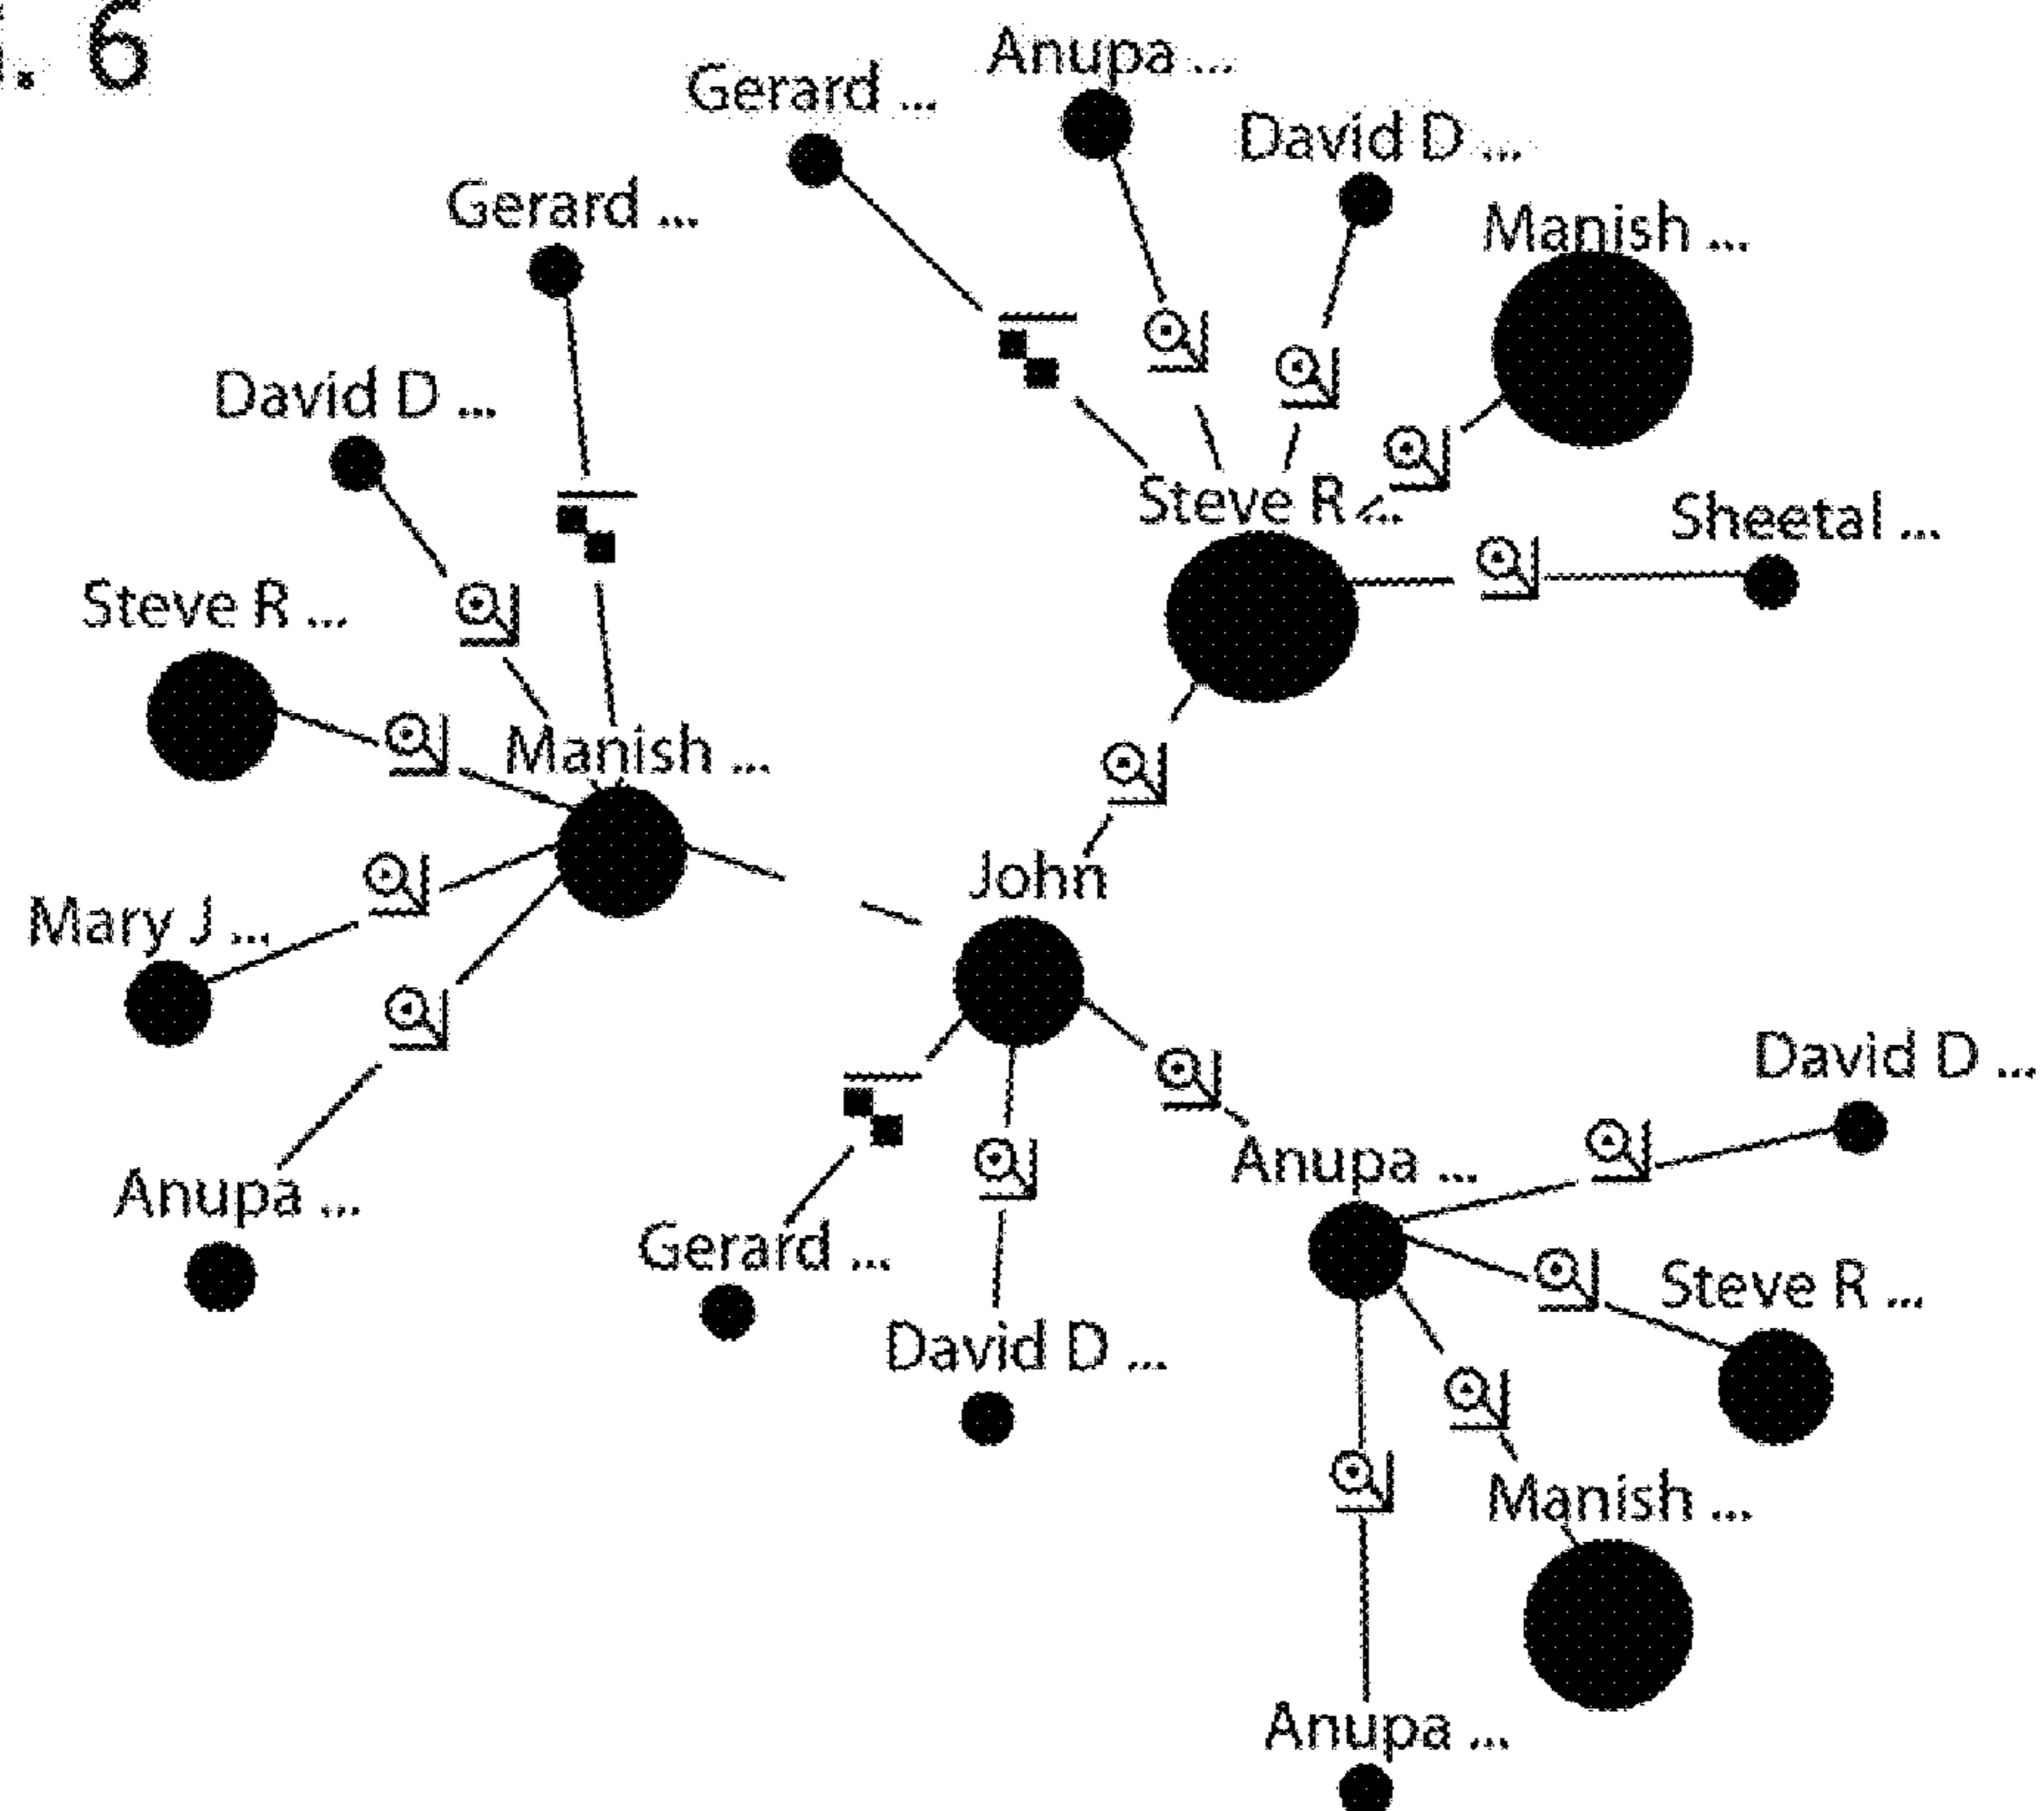 . 6
Anupa ...
Gerard ...
David D ...
Gerard ...
Manish ...
David D ...
Steve R ...
Sheetal ...
Steve R ...
Manish ...
John
Mary J ...
David D ...
Anupa ...
Anupa ...
Gerard ...
Steve R ...
David D ...
Manish ...
Anupa ...